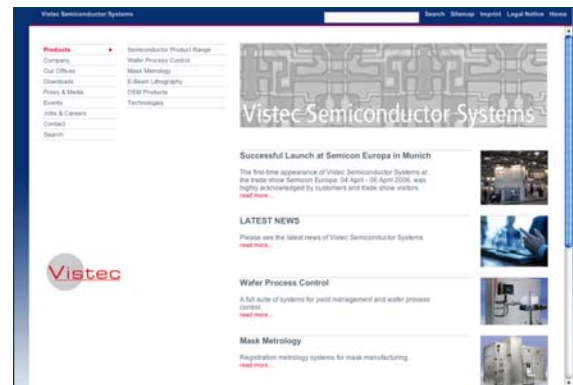 Vistec Semiconductor Systems
Search Sitemap Imprint Legal Notice Home
Products
Company
Our Offices
Downloads
Press & Media
Events
Jobs & Careers
Contact
Search
Semiconductor Product Range
Wafer Process Control
Mask Metrology
E-Beam Lithography
OEM Products
Technologies
Vistec Semiconductor Systems
Successful Launch at Semicon Europa in Munich
The first-time appearance of Vistec Semiconductor Systems at
the trade show Semicon Europa, 04 April - 06 April 2006, was
highly acknowledged by customers and trade show visitors.
read more...
LATEST NEWS
Please see the latest news of Vistec Semiconductor Systems
read more...
Vistec
Wafer Process Control
A full suite of systems for yield management and wafer process
control.
read more...
Mask Metrology
Registration metrology systems for mask manufacturing.
read more...